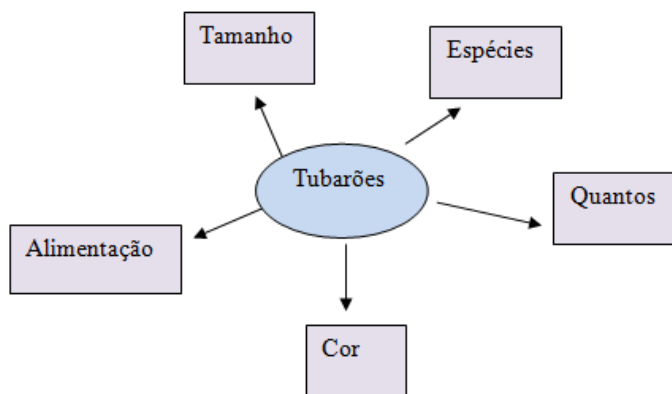 Tamanho
Espécies
Tubarões
Quantos
Alimentação
Cor